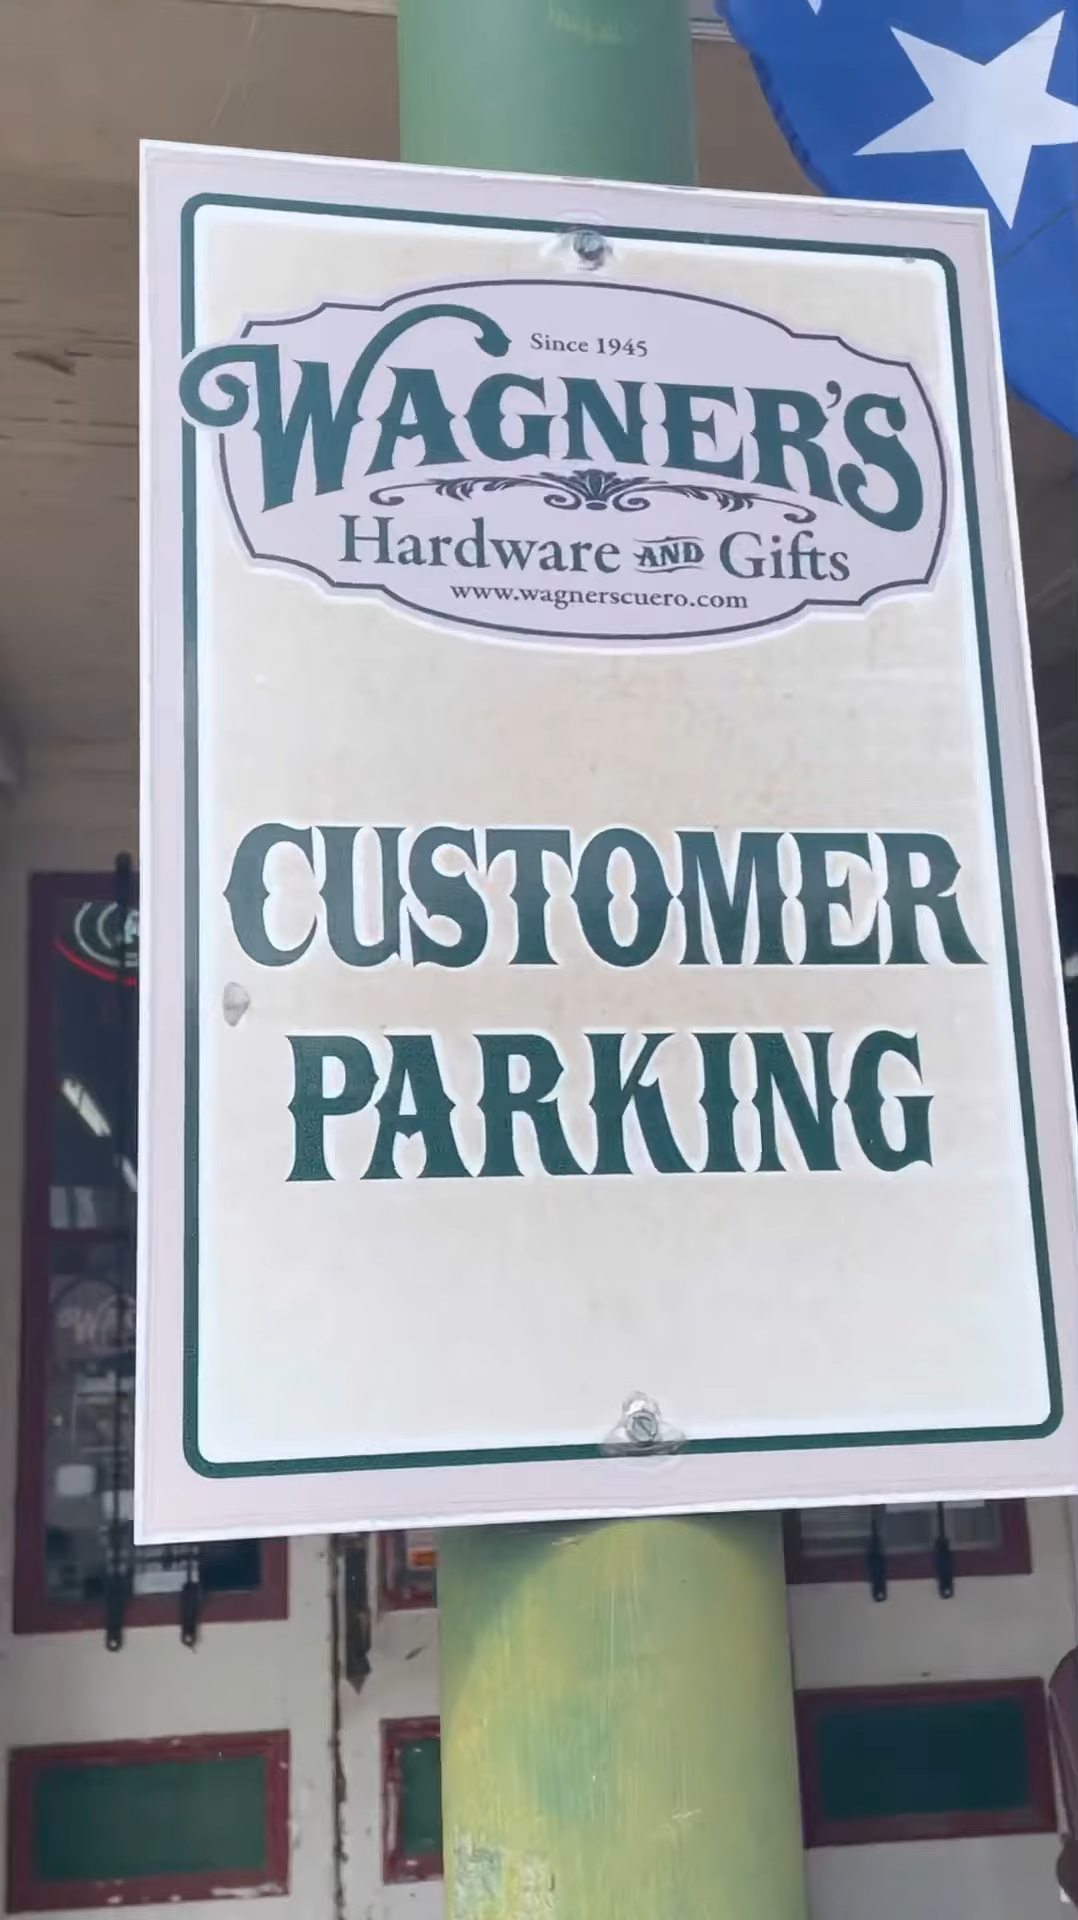 Since 1945
WAGNER'S
Hardware AND Gifts
www.wagnerscuero.com
CUSTOMER
PARKING